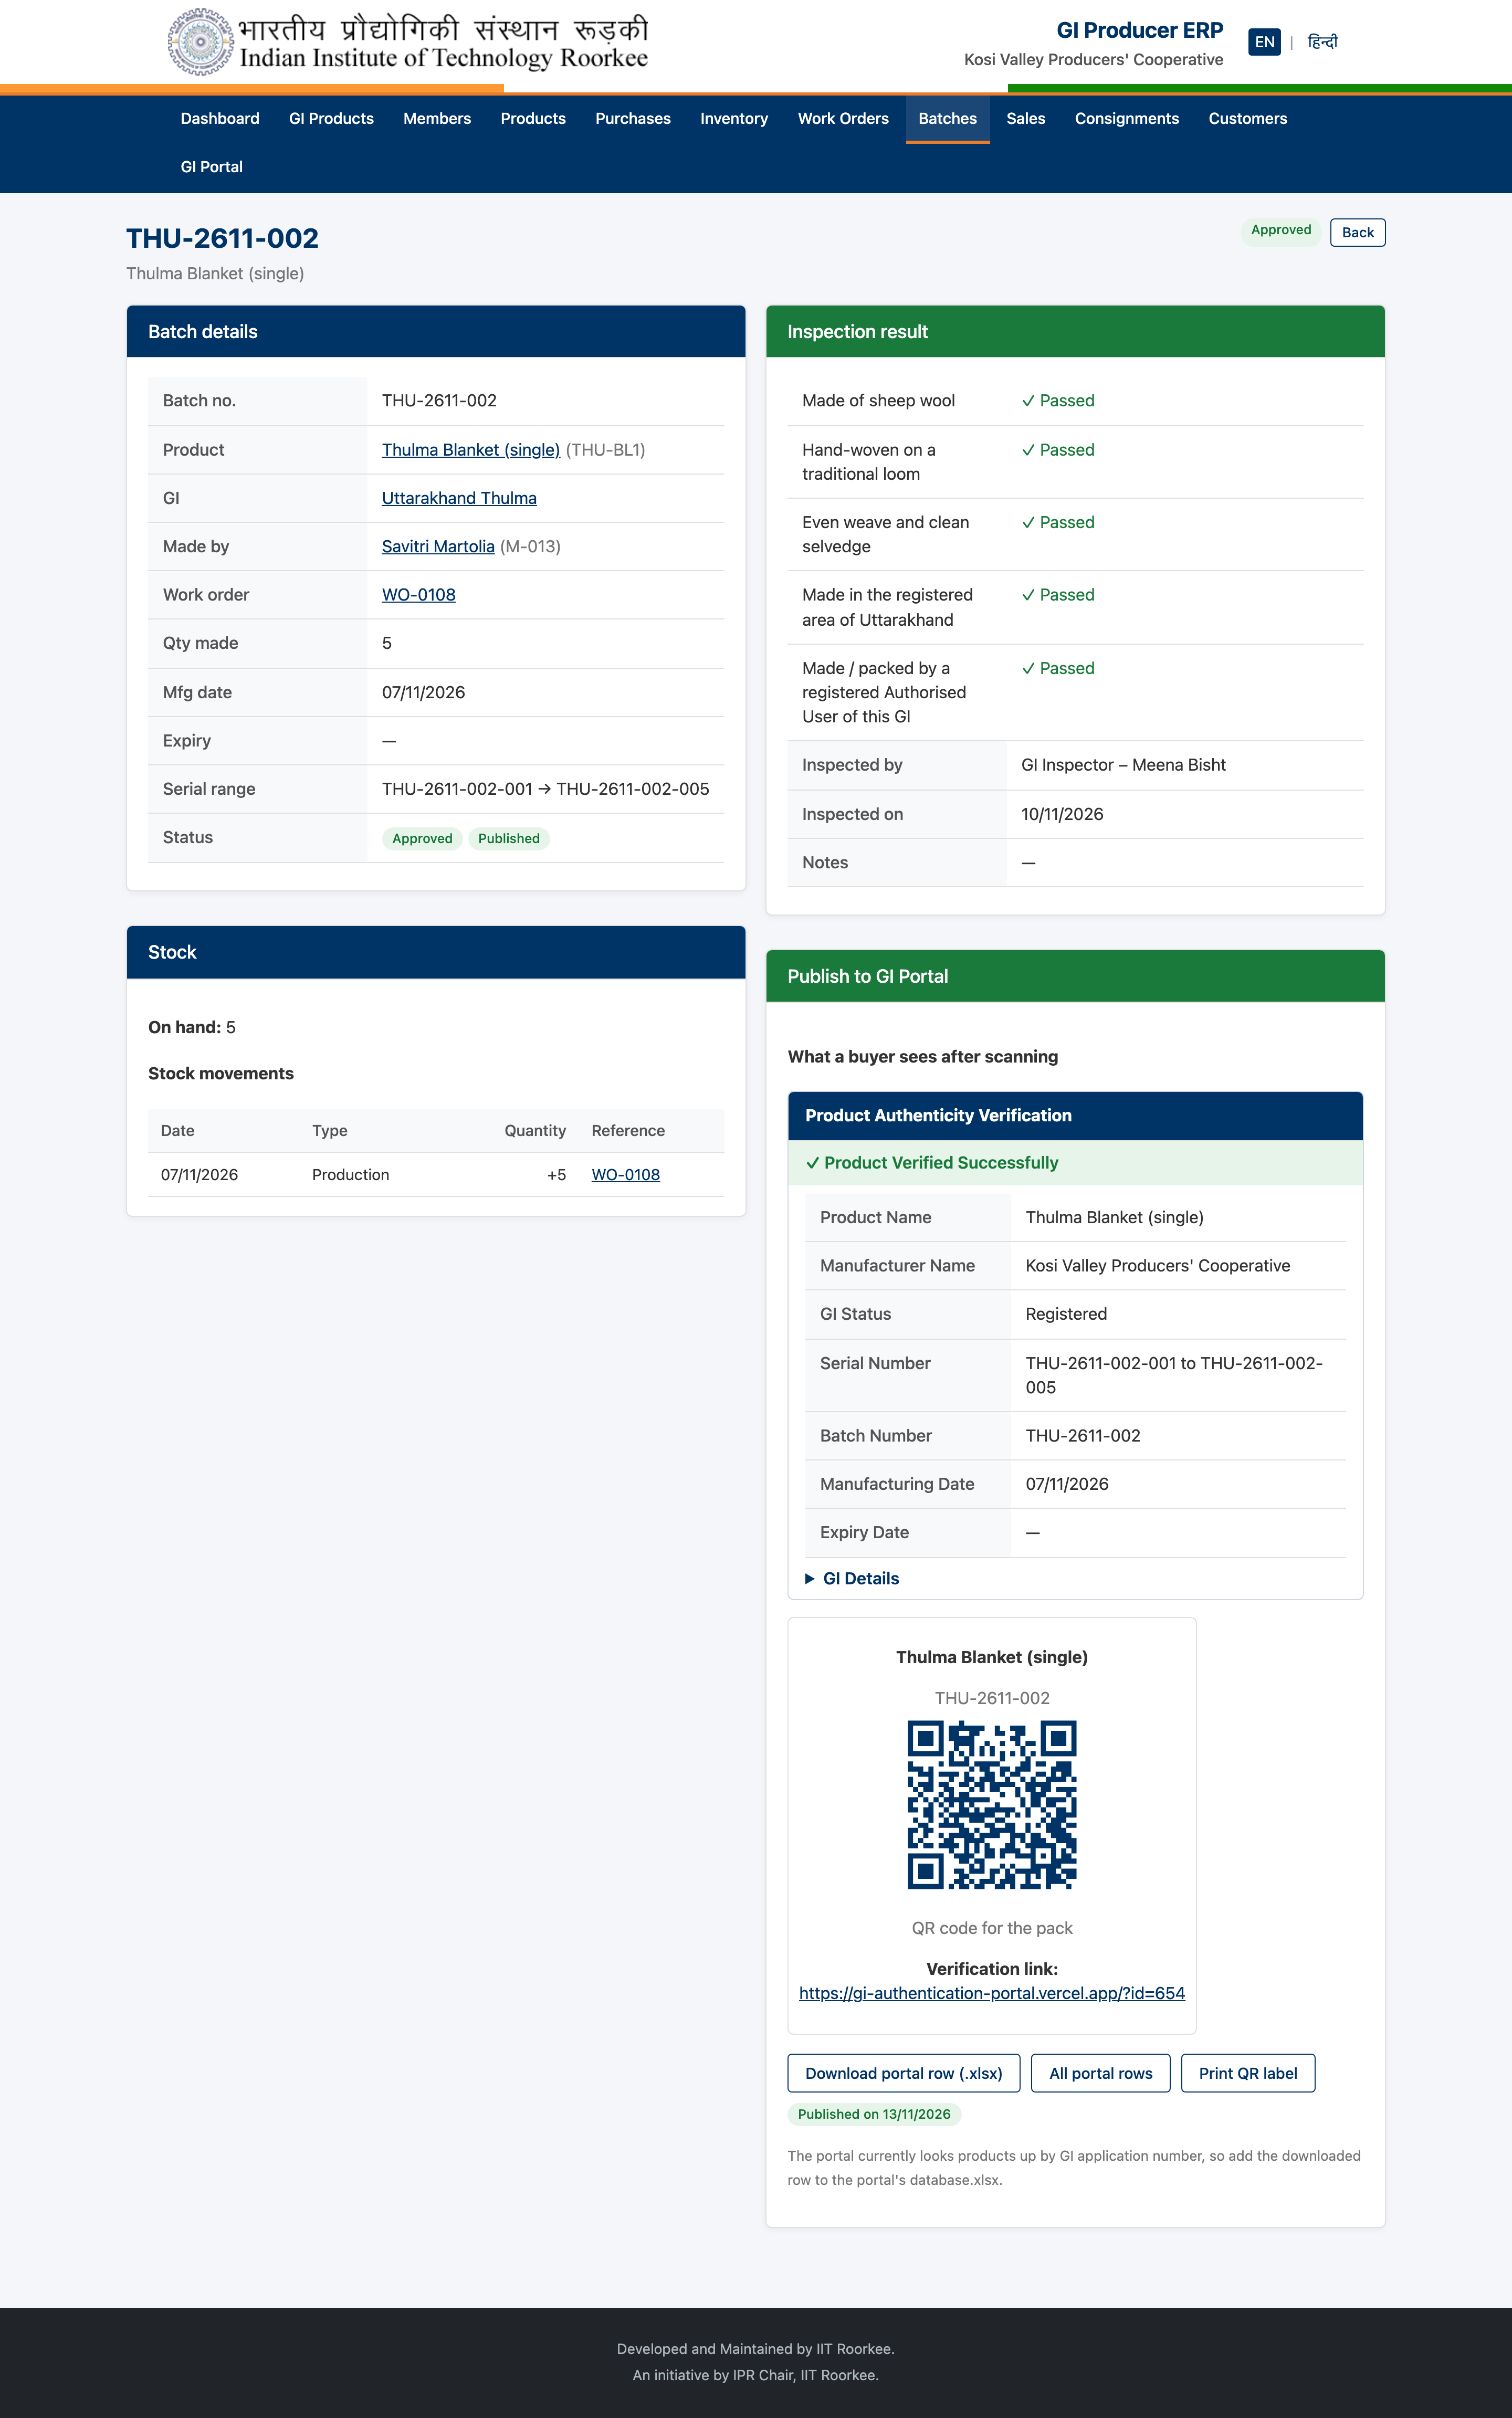 भारतीय प्रौद्योगिकी संस्थान रूड़की
Indian Institute of Technology Roorkee
GI Producer ERP
Kosi Valley Producers' Cooperative
EN | हिन्दी
Dashboard GI Products Members Products Purchases Inventory Work Orders Batches Sales Consignments Customers
GI Portal
THU-2611-002
Thulma Blanket (single)
Approved Back
Batch details
Batch no. THU-2611-002
Product Thulma Blanket (single) (THU-BL1)
GI Uttarakhand Thulma
Made by Savitri Martolia (M-013)
Work order WO-0108
Qty made 5
Mfg date 07/11/2026
Expiry —
Serial range THU-2611-002-001 → THU-2611-002-005
Status Approved Published
Stock
On hand: 5
Stock movements
Date Type Quantity Reference
07/11/2026 Production +5 WO-0108
Inspection result
Made of sheep wool ✓ Passed
Hand-woven on a ✓ Passed
traditional loom
Even weave and clean ✓ Passed
selvedge
Made in the registered ✓ Passed
area of Uttarakhand
Made / packed by a ✓ Passed
registered Authorised
User of this GI
Inspected by GI Inspector – Meena Bisht
Inspected on 10/11/2026
Notes —
Publish to GI Portal
What a buyer sees after scanning
Product Authenticity Verification
✓ Product Verified Successfully
Product Name Thulma Blanket (single)
Manufacturer Name Kosi Valley Producers' Cooperative
GI Status Registered
Serial Number THU-2611-002-001 to THU-2611-002-
005
Batch Number THU-2611-002
Manufacturing Date 07/11/2026
Expiry Date —
▶ GI Details
Thulma Blanket (single)
THU-2611-002
QR code for the pack
Verification link:
https://gi-authentication-portal.vercel.app/?id=654
Download portal row (.xlsx) All portal rows Print QR label
Published on 13/11/2026
The portal currently looks products up by GI application number, so add the downloaded
row to the portal's database.xlsx.
Developed and Maintained by IIT Roorkee.
An initiative by IPR Chair, IIT Roorkee.